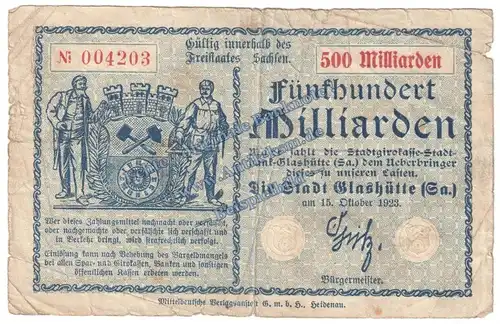 Nı 004203
Gültig innerhalb des
Freistaates Sachsen.
500 Milliarden
Fünfhundert
Milliarden
Mark zahlt die Stadtgirokasse-Stadt-
bank-Glashütte (Sa.) dem Ueberbringer
dieses zu unseren Lasten.
Die Stadt Glashütte (Sa.)
am 15. Oktober 1923.
Bürgermeister.
Wer dieses Zahlungsmittel nachmacht oder verfälscht,
oder nachgemachte oder verfälschte sich verschafft und
in Verkehr bringt, wird strafrechtlich verfolgt.
Einlösung kann nach Behebung des Bargeldmangels
bei allen Spar- und Girokassen, Banken und sonstigen
öffentlichen Kassen erbeten werden.
Mitteldeutsche Verlagsanstalt G. m. b. H., Heidenau.